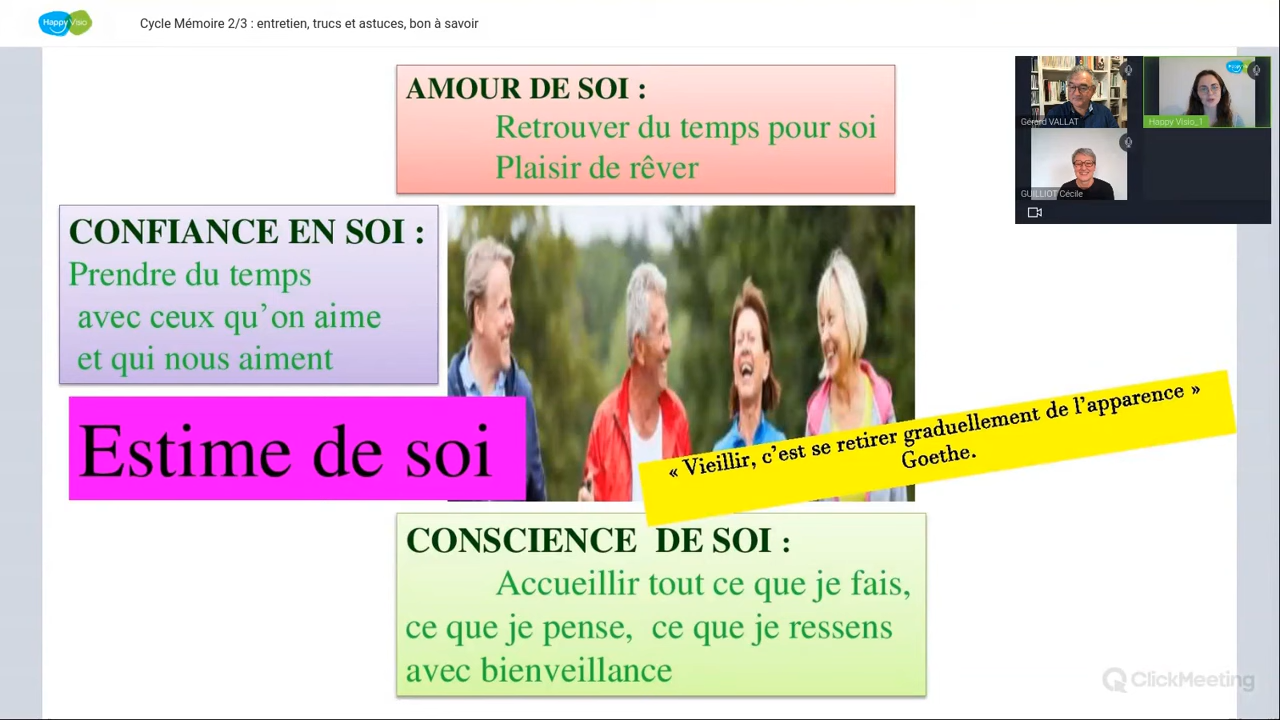 Happy Visio
Cycle Mémoire 2/3 : entretien, trucs et astuces, bon à savoir
AMOUR DE SOI :
Retrouver du temps pour soi
Plaisir de rêver
Gérard VALLAT
Happy Visio_1
GUILLIOT Cécile
CONFIANCE EN SOI :
Prendre du temps
avec ceux qu’on aime
et qui nous aiment
Estime de soi
« Vieillir, c’est se retirer graduellement de l’apparence »
Goethe.
CONSCIENCE DE SOI :
Accueillir tout ce que je fais,
ce que je pense, ce que je ressens
avec bienveillance
ClickMeeting